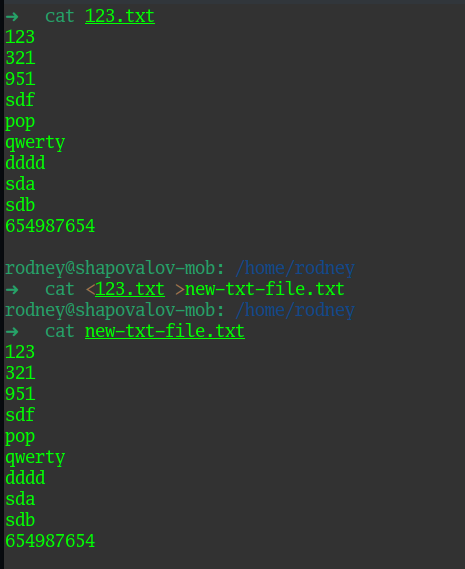 ➜  cat 123.txt
123
321
951
sdf
pop
qwerty
dddd
sda
sdb
654987654
rodney@shapovalov-mob: /home/rodney
➜  cat <123.txt >new-txt-file.txt
rodney@shapovalov-mob: /home/rodney
➜  cat new-txt-file.txt
123
321
951
sdf
pop
qwerty
dddd
sda
sdb
654987654